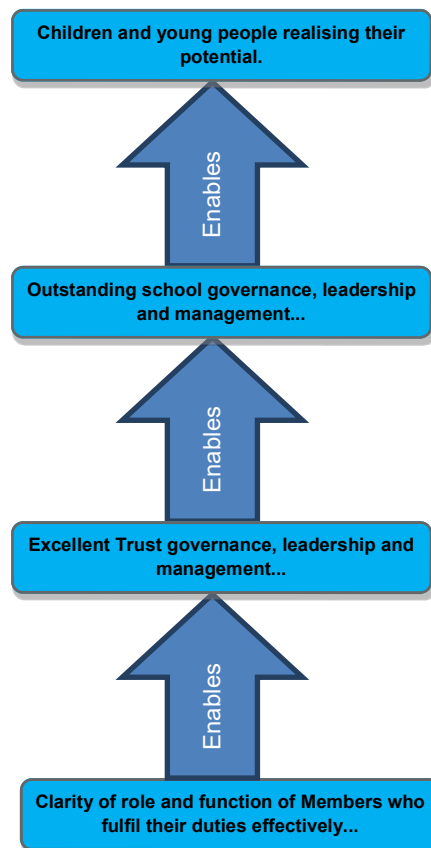 Children and young people realising their
potential.
Enables
Outstanding school governance, leadership
and management...
Enables
Excellent Trust governance, leadership and
management...
Enables
Clarity of role and function of Members who
fulfil their duties effectively...